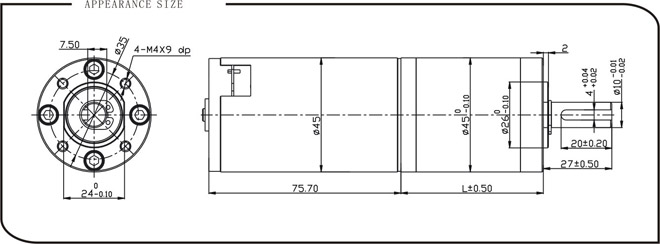 APPEARANCE SIZE
7.50
ø35
4-M4X9 dp
0
24-0.10
ø45
0
ø45-0.10
0
ø26-0.10
2
+0.04
4+0.02
-0.01
ø10-0.02
20±0.20
27±0.50
75.70
L±0.50